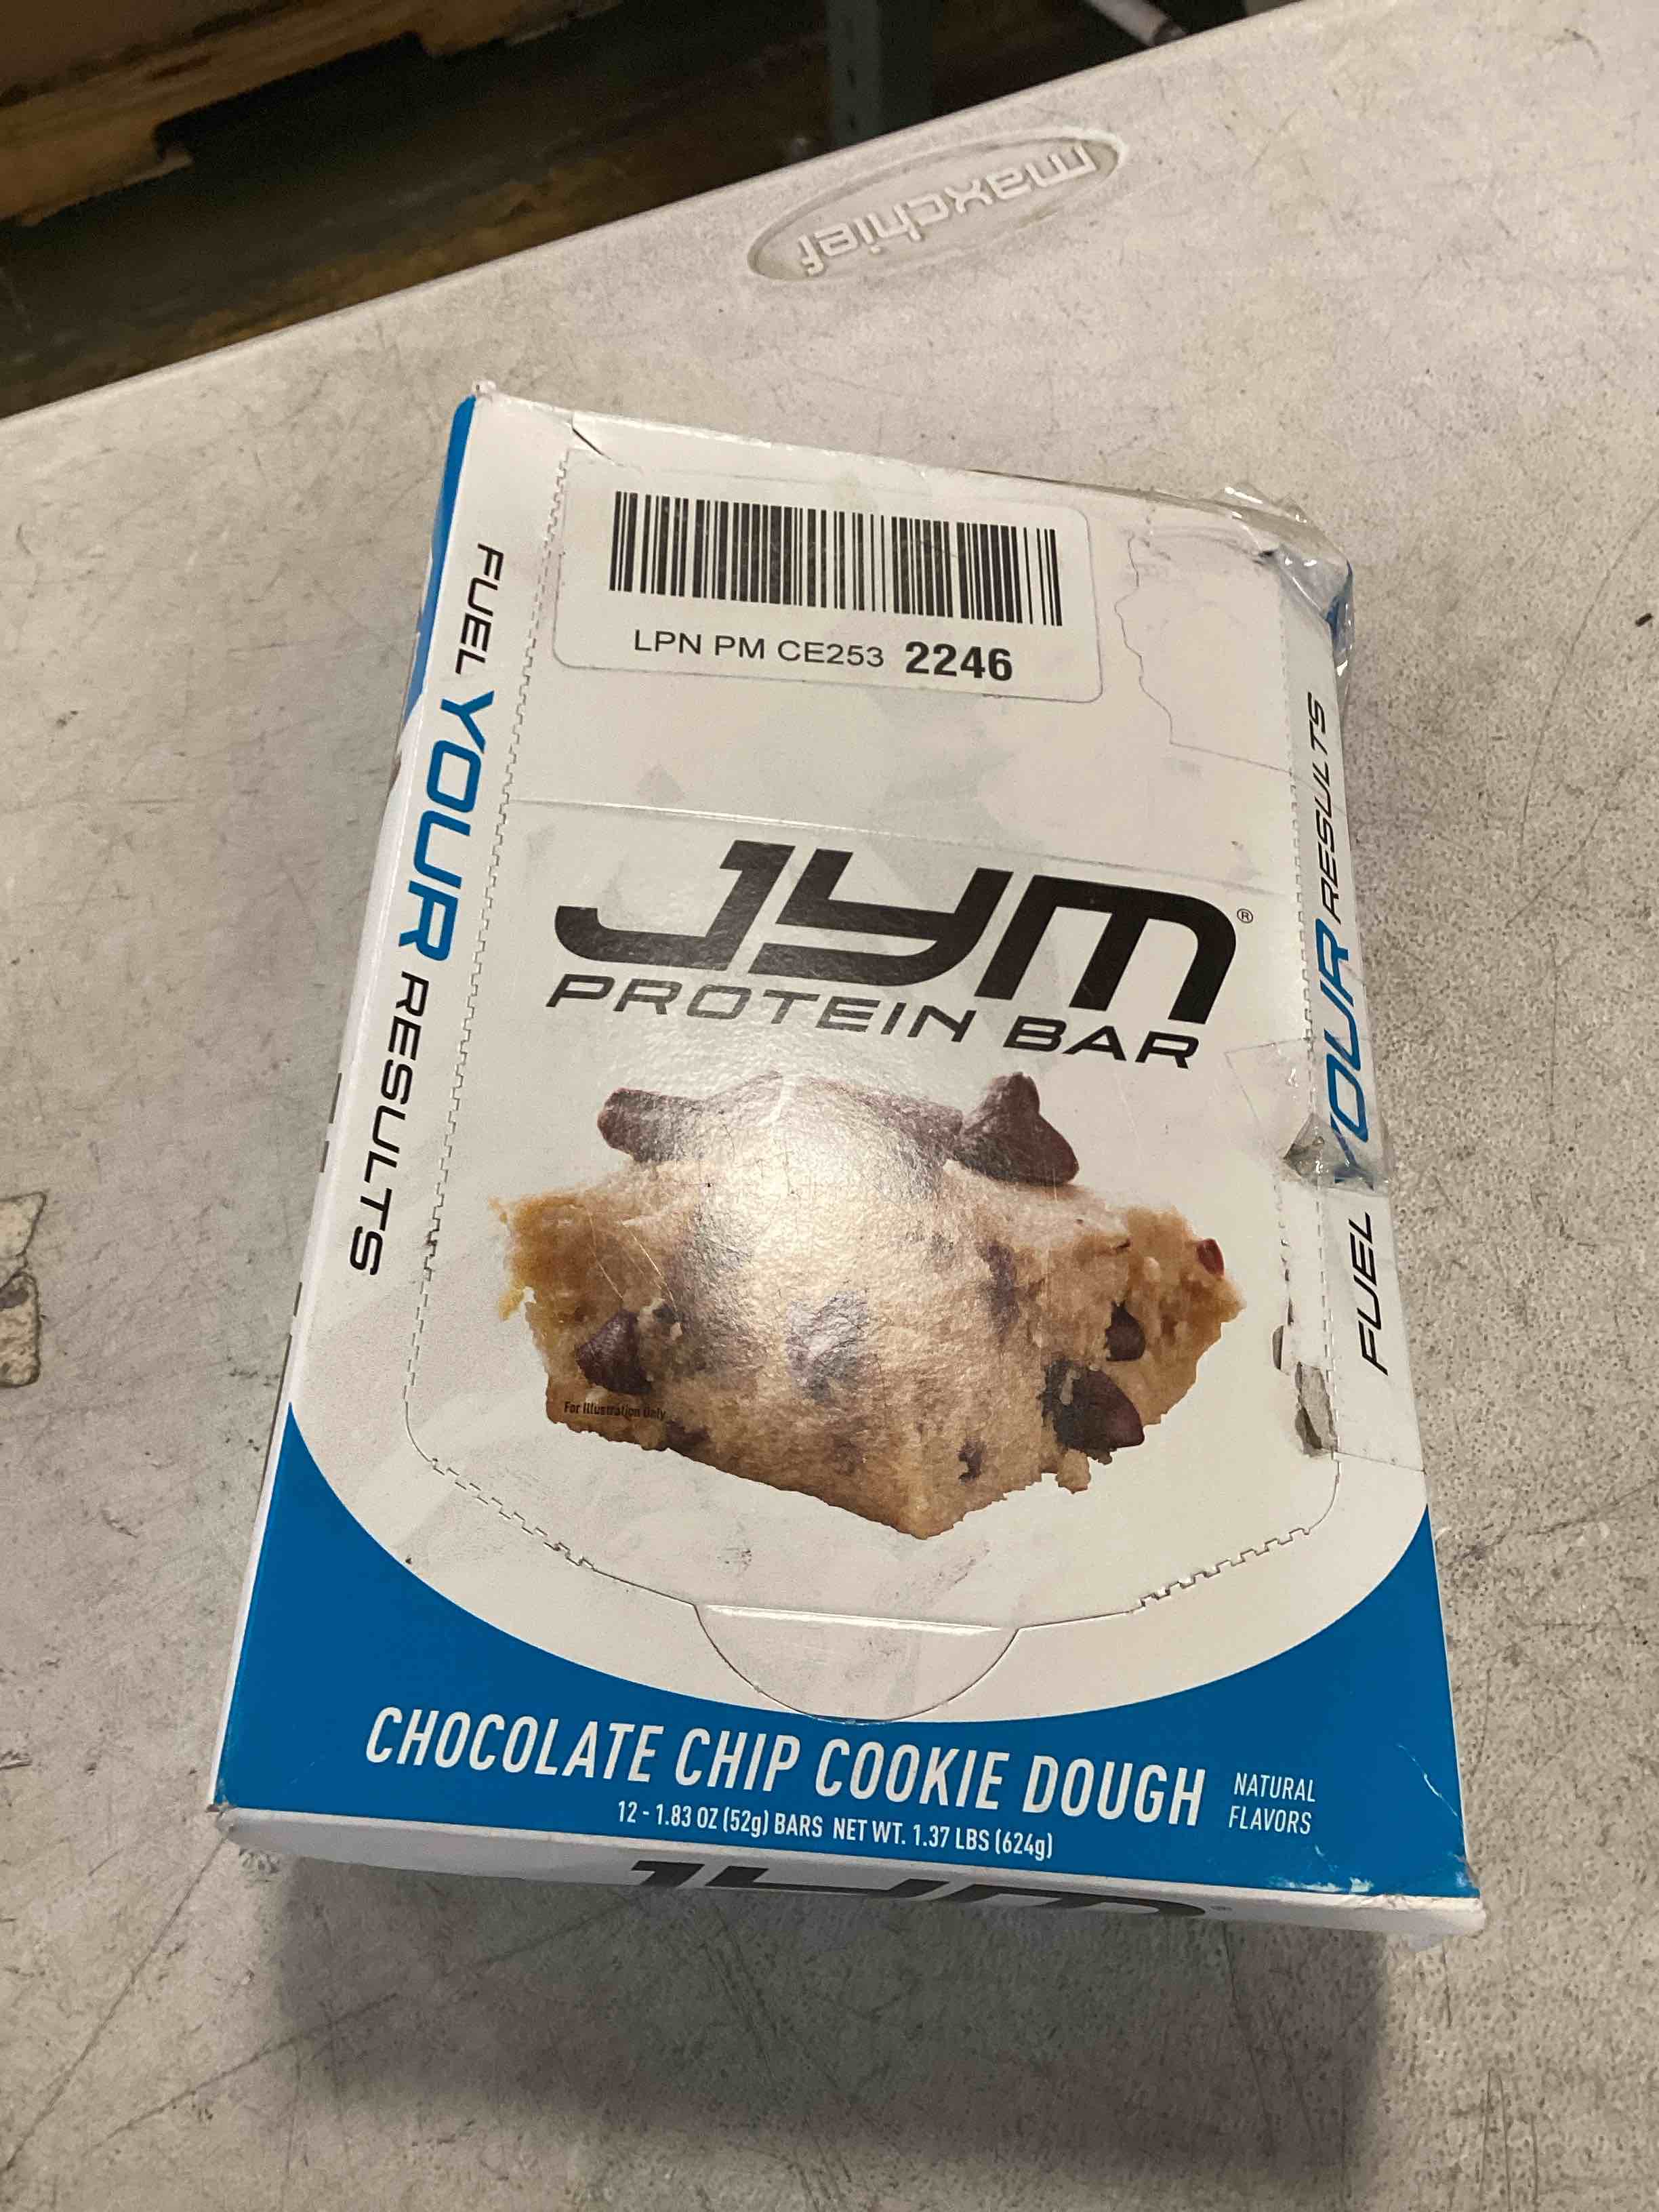 maxchief
LPN PM CE253 2246
FUEL YOUR RESULTS
FUEL YOUR RESULTS
JYM®
PROTEIN BAR
For Illustration Only
CHOCOLATE CHIP COOKIE DOUGH
NATURAL
FLAVORS
12 - 1.83 OZ (52g) BARS NET WT. 1.37 LBS (624g)
JYM